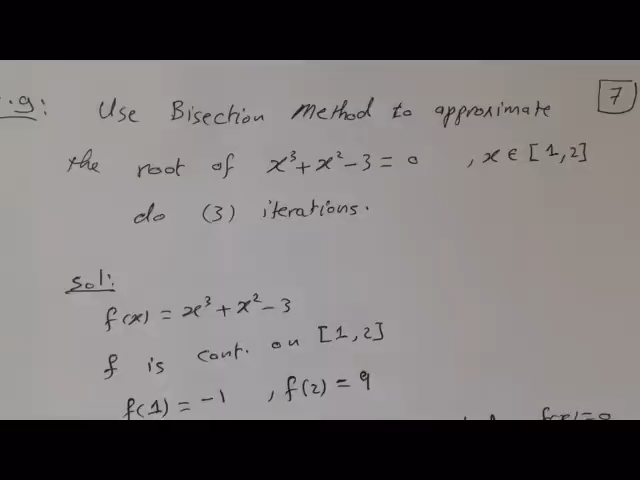 .g: Use Bisection Method to approximate
7
the root of x³+x²-3=0 , x ∈ [1,2]
do (3) iterations.
Sol:
f(x) = x³+x²-3
f is cont. on [1,2]
f(1) = -1 , f(2) = 9
f(x)=0